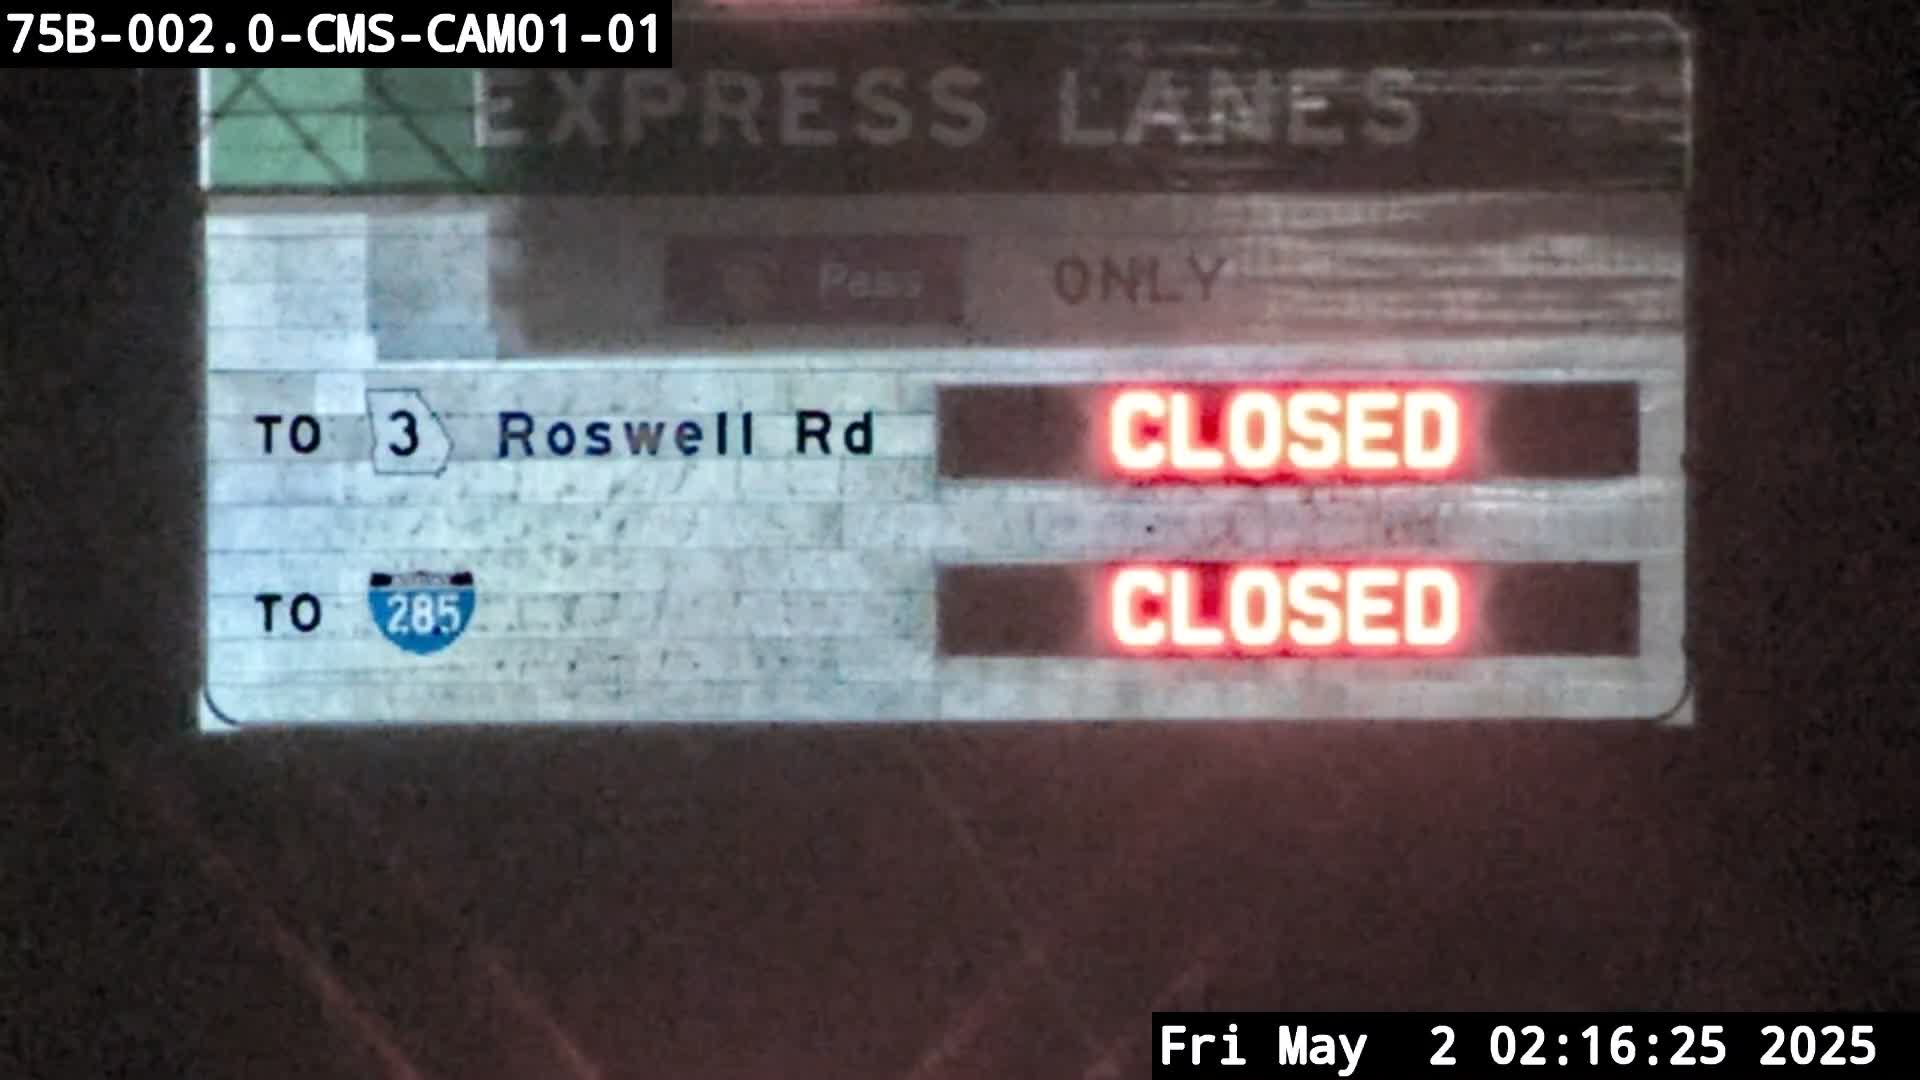 75B-002.0-CMS-CAM01-01
EXPRESS LANES
Pass ONLY
TO 3 Roswell Rd CLOSED
TO 285 CLOSED
Fri May 2 02:16:25 2025